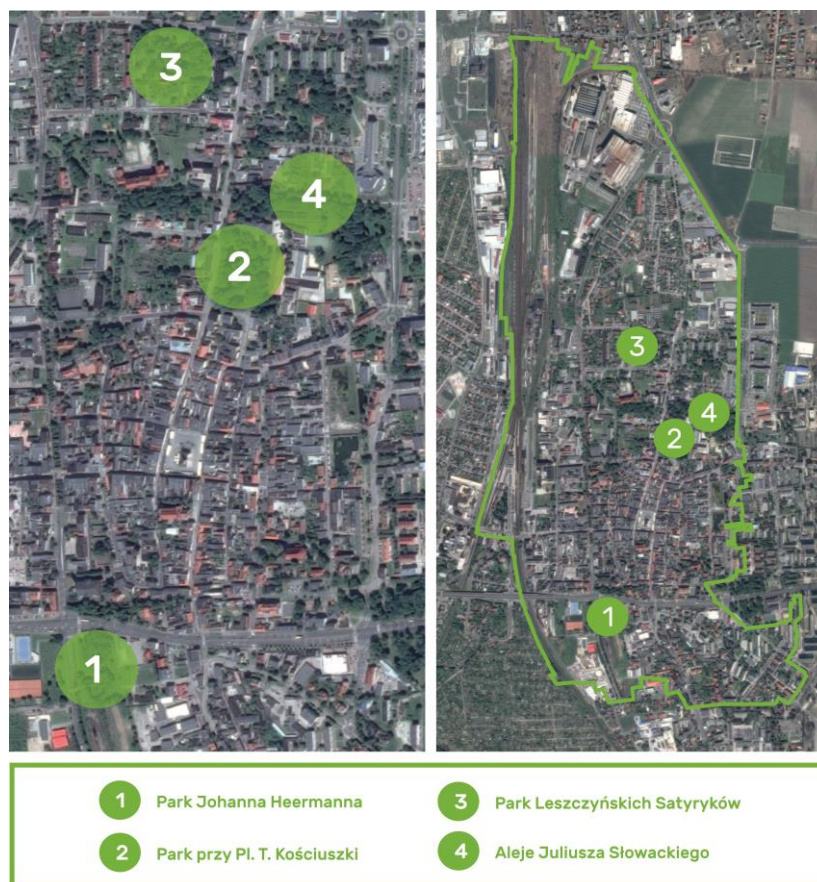 3
4
2
1
3
4
2
1
1 Park Johanna Heermanna
2 Park przy Pl. T. Kościuszki
3 Park Leszczyńskich Satyryków
4 Aleje Juliusza Słowackiego